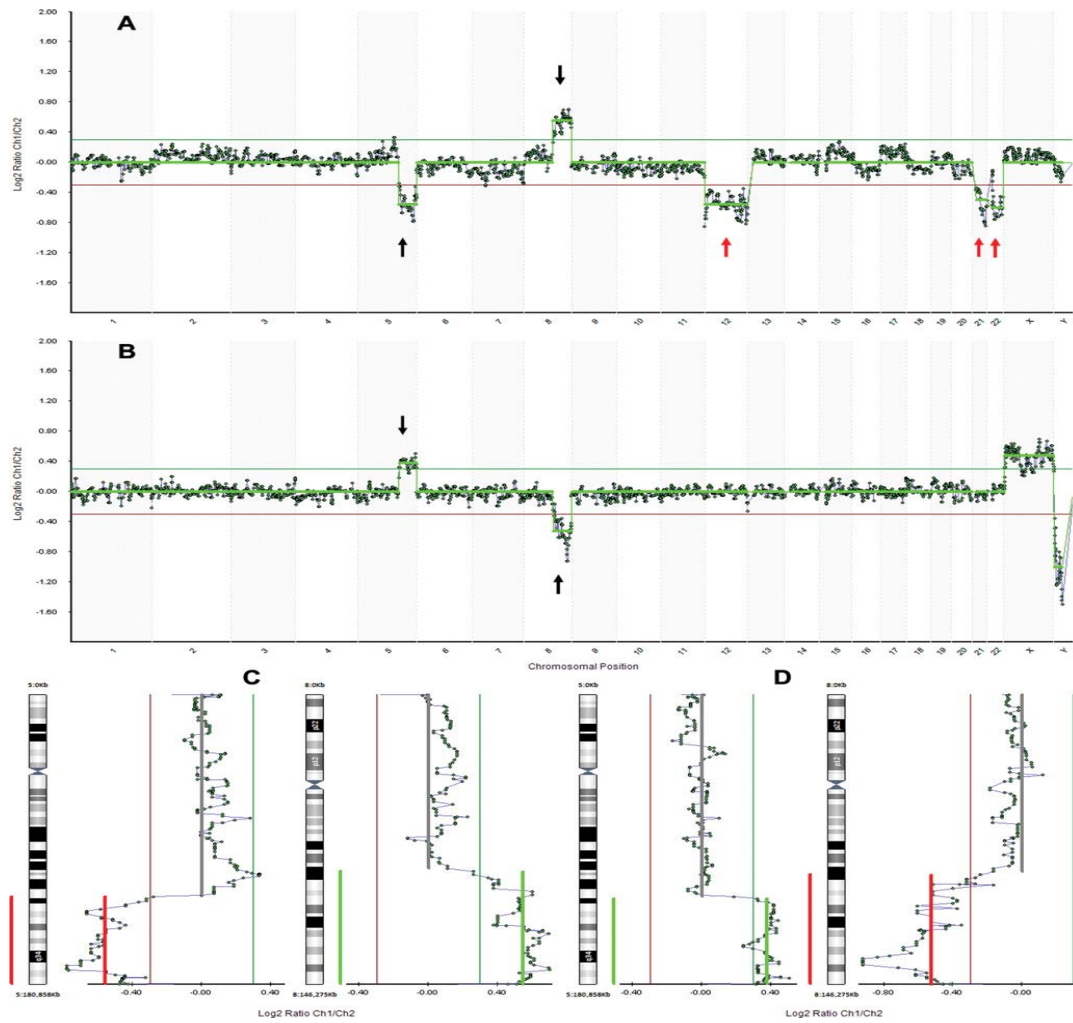 A
2.00
1.60
1.20
0.80
0.40
-0.00
-0.40
-0.80
-1.20
-1.60
Log2 Ratio Ch1/Ch2
1 2 3 4 5 6 7 8 9 10 11 12 13 14 15 16 17 18 19 20 21 22 X Y
B
2.00
1.60
1.20
0.80
0.40
-0.00
-0.40
-0.80
-1.20
-1.60
Log2 Ratio Ch1/Ch2
1 2 3 4 5 6 7 8 9 10 11 12 13 14 15 16 17 18 19 20 21 22 X Y
Chromosomal Position
C
D
5:0Kb
8:0Kb
5:0Kb
8:0Kb
p22
p12
p22
p12
q34
q34
5:180,858Kb
8:146,275Kb
5:180,858Kb
8:146,275Kb
-0.40 -0.00 0.40
-0.40 -0.00 0.40
-0.40 -0.00 0.40
-0.80 -0.40 -0.00
Log2 Ratio Ch1/Ch2
Log2 Ratio Ch1/Ch2
Log2 Ratio Ch1/Ch2
Log2 Ratio Ch1/Ch2